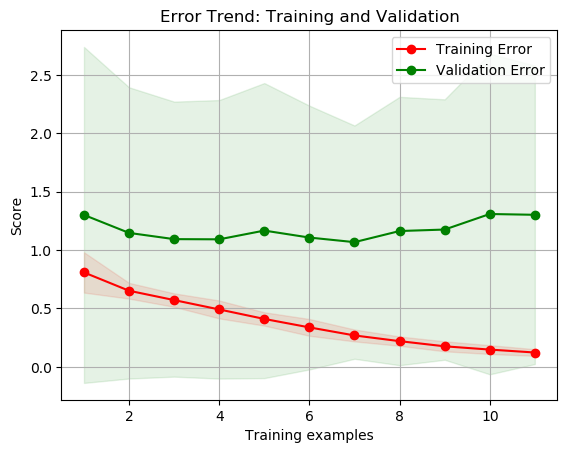 Error Trend: Training and Validation
Training Error
Validation Error
2.5
2.0
1.5
1.0
0.5
0.0
Score
2 4 6 8 10
Training examples